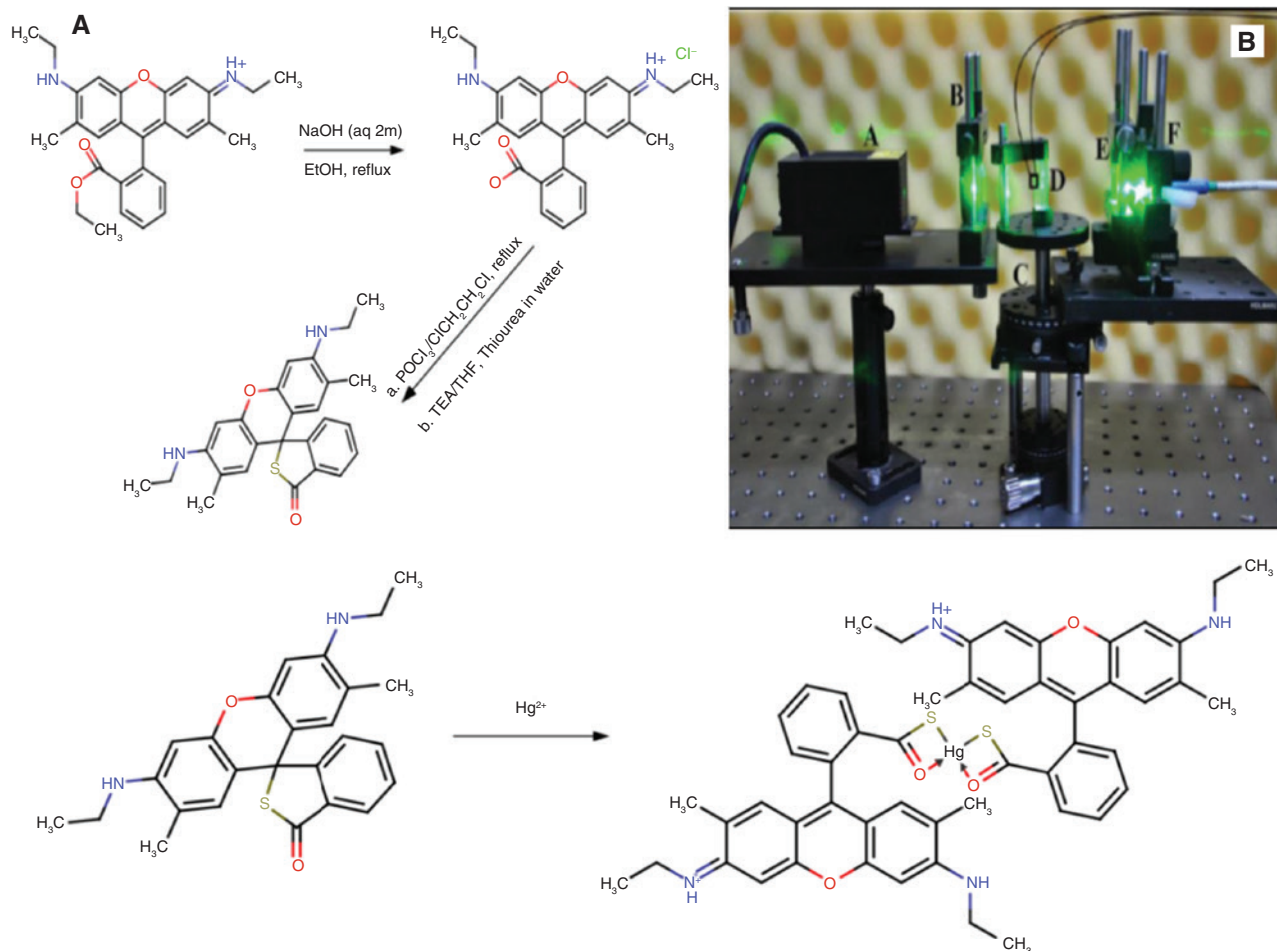 A
H₃C
HN
O
H+
N
CH₃
H₃C
CH₃
O
O
CH₃
NaOH (aq 2m)
EtOH, reflux
H₂C
HN
O
H+
N
Cl⁻
CH₃
H₃C
CH₃
O
O
a. POCl₃/ClCH₂CH₂Cl, reflux
b. TEA/THF, Thiourea in water
CH₃
HN
CH₃
O
HN
S
H₃C
H₃C
O
B
A
B
C
D
E
F
CH₃
HN
CH₃
O
HN
S
H₃C
H₃C
O
Hg²⁺
CH₃
H+
N
O
NH
H₃C
H₃C
CH₃
S
S
Hg
O
O
H₃C
CH₃
H₃C
N+
H
O
NH
CH₃